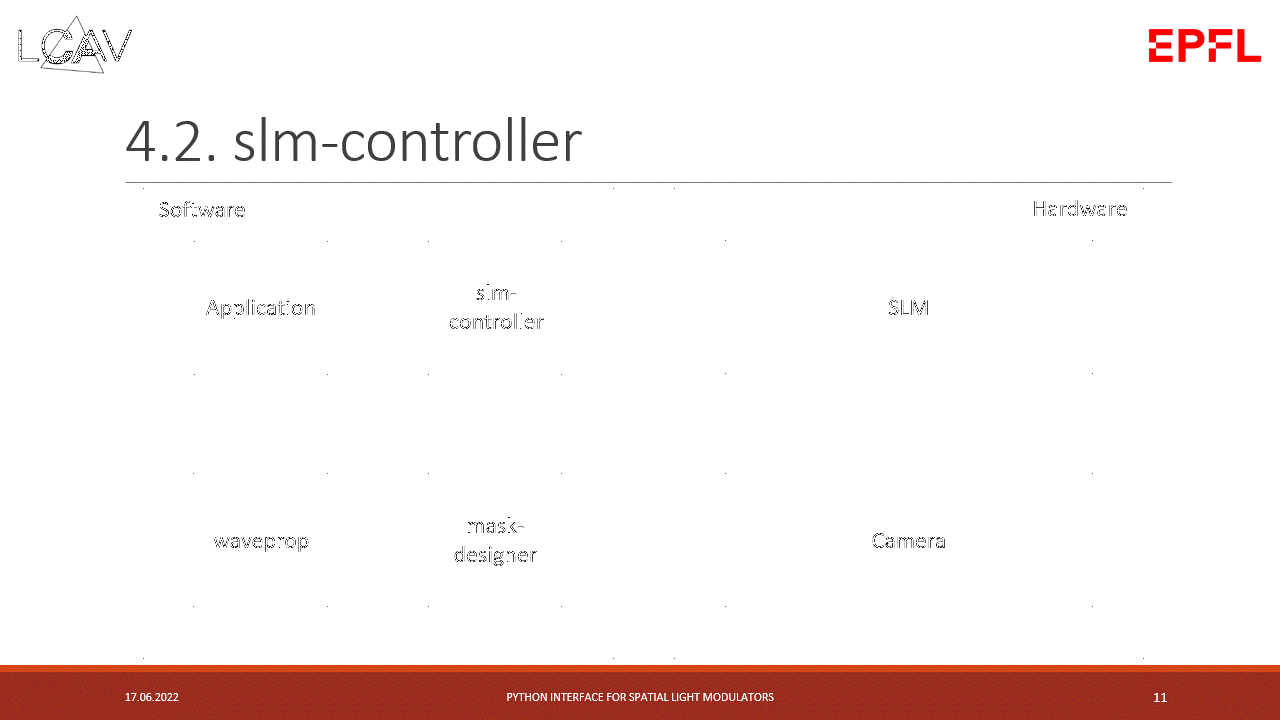 LCAV
EPFL
4.2. slm-controller
Software
Hardware
Application
slm-
controller
SLM
waveprop
mask-
designer
Camera
17.06.2022
PYTHON INTERFACE FOR SPATIAL LIGHT MODULATORS
11